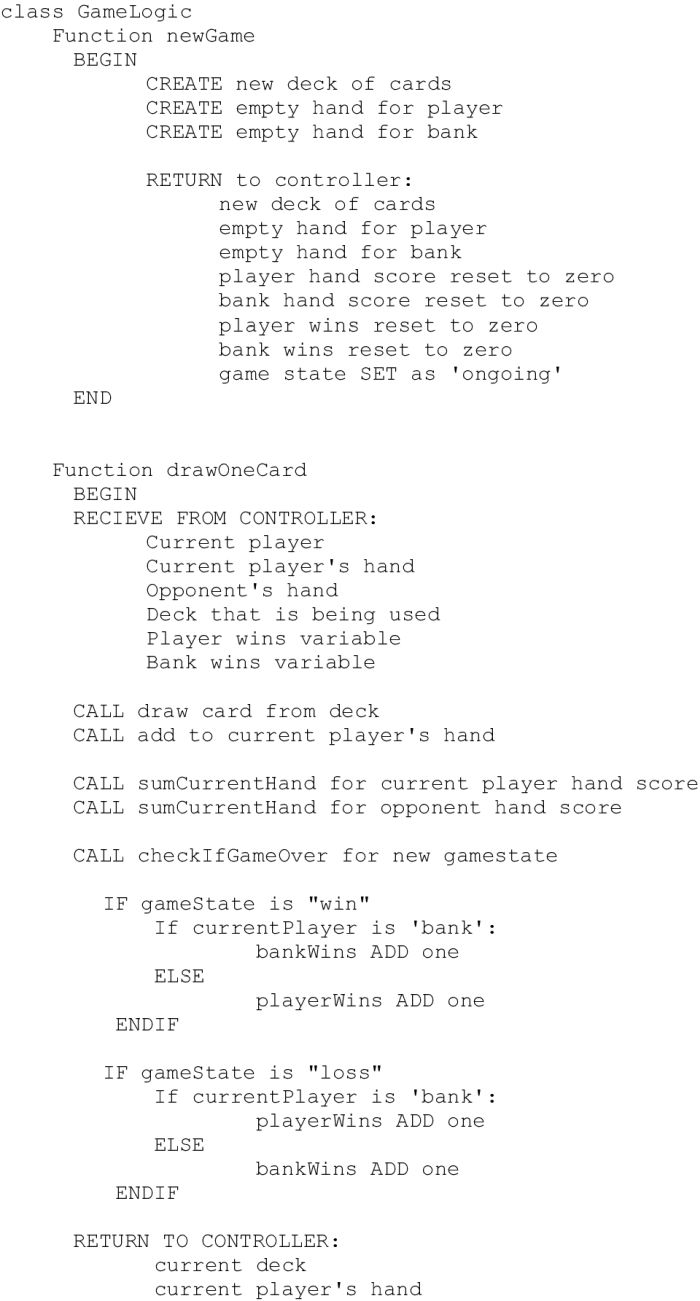 class GameLogic
Function newGame
BEGIN
CREATE new deck of cards
CREATE empty hand for player
CREATE empty hand for bank
RETURN to controller:
new deck of cards
empty hand for player
empty hand for bank
player hand score reset to zero
bank hand score reset to zero
player wins reset to zero
bank wins reset to zero
game state SET as 'ongoing'
END
Function drawOneCard
BEGIN
RECIEVE FROM CONTROLLER:
Current player
Current player's hand
Opponent's hand
Deck that is being used
Player wins variable
Bank wins variable
CALL draw card from deck
CALL add to current player's hand
CALL sumCurrentHand for current player hand score
CALL sumCurrentHand for opponent hand score
CALL checkIfGameOver for new gamestate
IF gameState is "win"
If currentPlayer is 'bank':
bankWins ADD one
ELSE
playerWins ADD one
ENDIF
IF gameState is "loss"
If currentPlayer is 'bank':
playerWins ADD one
ELSE
bankWins ADD one
ENDIF
RETURN TO CONTROLLER:
current deck
current player's hand